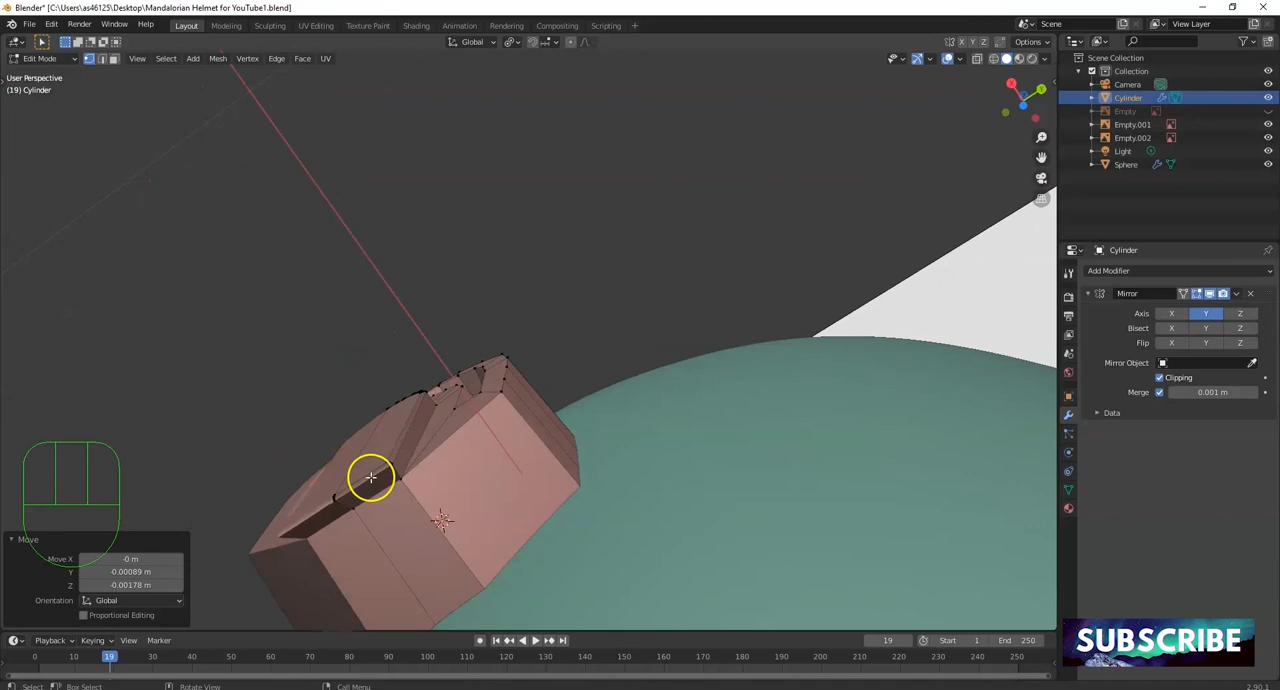 Blender* [C:\Users\as46125\Desktop\Mandalorian Helmet for YouTube1.blend]
File Edit Render Window Help Layout Modeling Sculpting UV Editing Texture Paint Shading Animation Rendering Compositing Scripting + Scene View Layer
Global X Y Z Options
Edit Mode View Select Add Mesh Vertex Edge Face UV
User Perspective
(19) Cylinder
X
Y
Scene Collection
Collection
Camera
Cylinder
Empty
Empty.001
Empty.002
Light
Sphere
Cylinder
Add Modifier
Mirror
Axis X Y Z
Bisect X Y Z
Flip X Y Z
Mirror Object
Clipping
Merge 0.001 m
Data
Move
Move X -0 m
Y -0.00089 m
Z -0.00178 m
Orientation Global
Proportional Editing
SUBSCRIBE
Playback Keying View Marker 19 Start 1 End 250
0 10 19 30 40 50 60 70 80 90 100 110 120 130 140 150 160 170 180 190 200 210 220 230 240 250
Select Box Select Rotate View Call Menu 2.90.1